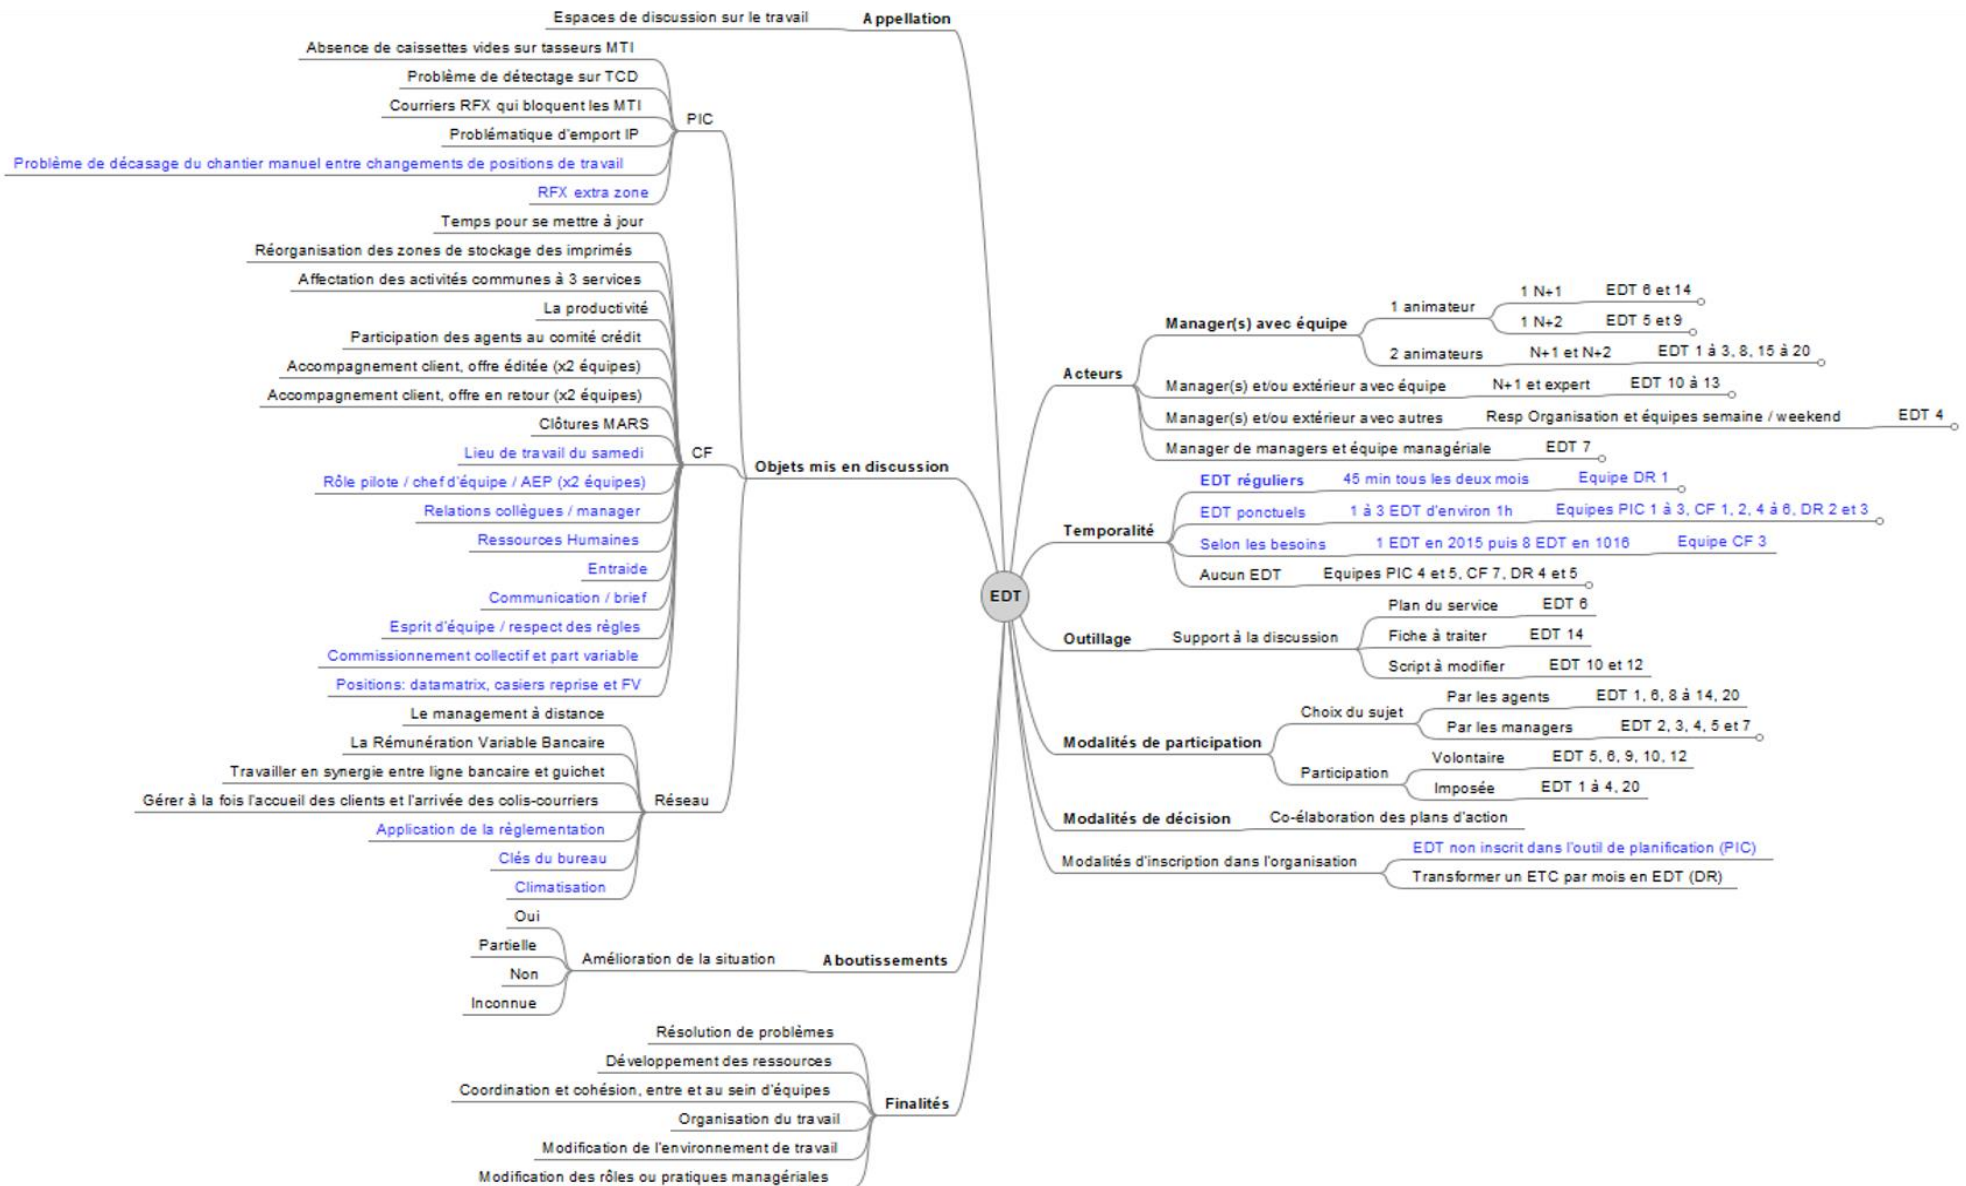 Espaces de discussion sur le travail
Appellation
Absence de caissettes vides sur tasseurs MTI
Problème de détectage sur TCD
Courriers RFX qui bloquent les MTI
Problématique d'emport IP
Problème de décasage du chantier manuel entre changements de positions de travail
RFX extra zone
PIC
Temps pour se mettre à jour
Réorganisation des zones de stockage des imprimés
Affectation des activités communes à 3 services
La productivité
Participation des agents au comité crédit
Accompagnement client, offre éditée (x2 équipes)
Accompagnement client, offre en retour (x2 équipes)
Clôtures MARS
Lieu de travail du samedi
Rôle pilote / chef d'équipe / AEP (x2 équipes)
Relations collègues / manager
Ressources Humaines
Entraide
Communication / brief
Esprit d'équipe / respect des règles
Commissionnement collectif et part variable
Positions: datamatrix, casiers reprise et FV
CF
Objets mis en discussion
Le management à distance
La Rémunération Variable Bancaire
Travailler en synergie entre ligne bancaire et guichet
Gérer à la fois l'accueil des clients et l'arrivée des colis-courriers
Application de la règlementation
Clés du bureau
Climatisation
Réseau
Oui
Partielle
Non
Inconnue
Amélioration de la situation
Aboutissements
Résolution de problèmes
Développement des ressources
Coordination et cohésion, entre et au sein d'équipes
Organisation du travail
Modification de l'environnement de travail
Modification des rôles ou pratiques managériales
Finalités
EDT
Acteurs
Manager(s) avec équipe
1 animateur
1 N+1
EDT 6 et 14
1 N+2
EDT 5 et 9
2 animateurs
N+1 et N+2
EDT 1 à 3, 8, 15 à 20
Manager(s) et/ou extérieur avec équipe
N+1 et expert
EDT 10 à 13
Manager(s) et/ou extérieur avec autres
Resp Organisation et équipes semaine / weekend
EDT 4
Manager de managers et équipe managériale
EDT 7
Temporalité
EDT réguliers
45 min tous les deux mois
Equipe DR 1
EDT ponctuels
1 à 3 EDT d'environ 1h
Equipes PIC 1 à 3, CF 1, 2, 4 à 6, DR 2 et 3
Selon les besoins
1 EDT en 2015 puis 8 EDT en 1016
Equipe CF 3
Aucun EDT
Equipes PIC 4 et 5, CF 7, DR 4 et 5
Outillage
Support à la discussion
Plan du service
EDT 6
Fiche à traiter
EDT 14
Script à modifier
EDT 10 et 12
Modalités de participation
Choix du sujet
Par les agents
EDT 1, 6, 8 à 14, 20
Par les managers
EDT 2, 3, 4, 5 et 7
Participation
Volontaire
EDT 5, 6, 9, 10, 12
Imposée
EDT 1 à 4, 20
Modalités de décision
Co-élaboration des plans d'action
Modalités d'inscription dans l'organisation
EDT non inscrit dans l'outil de planification (PIC)
Transformer un ETC par mois en EDT (DR)